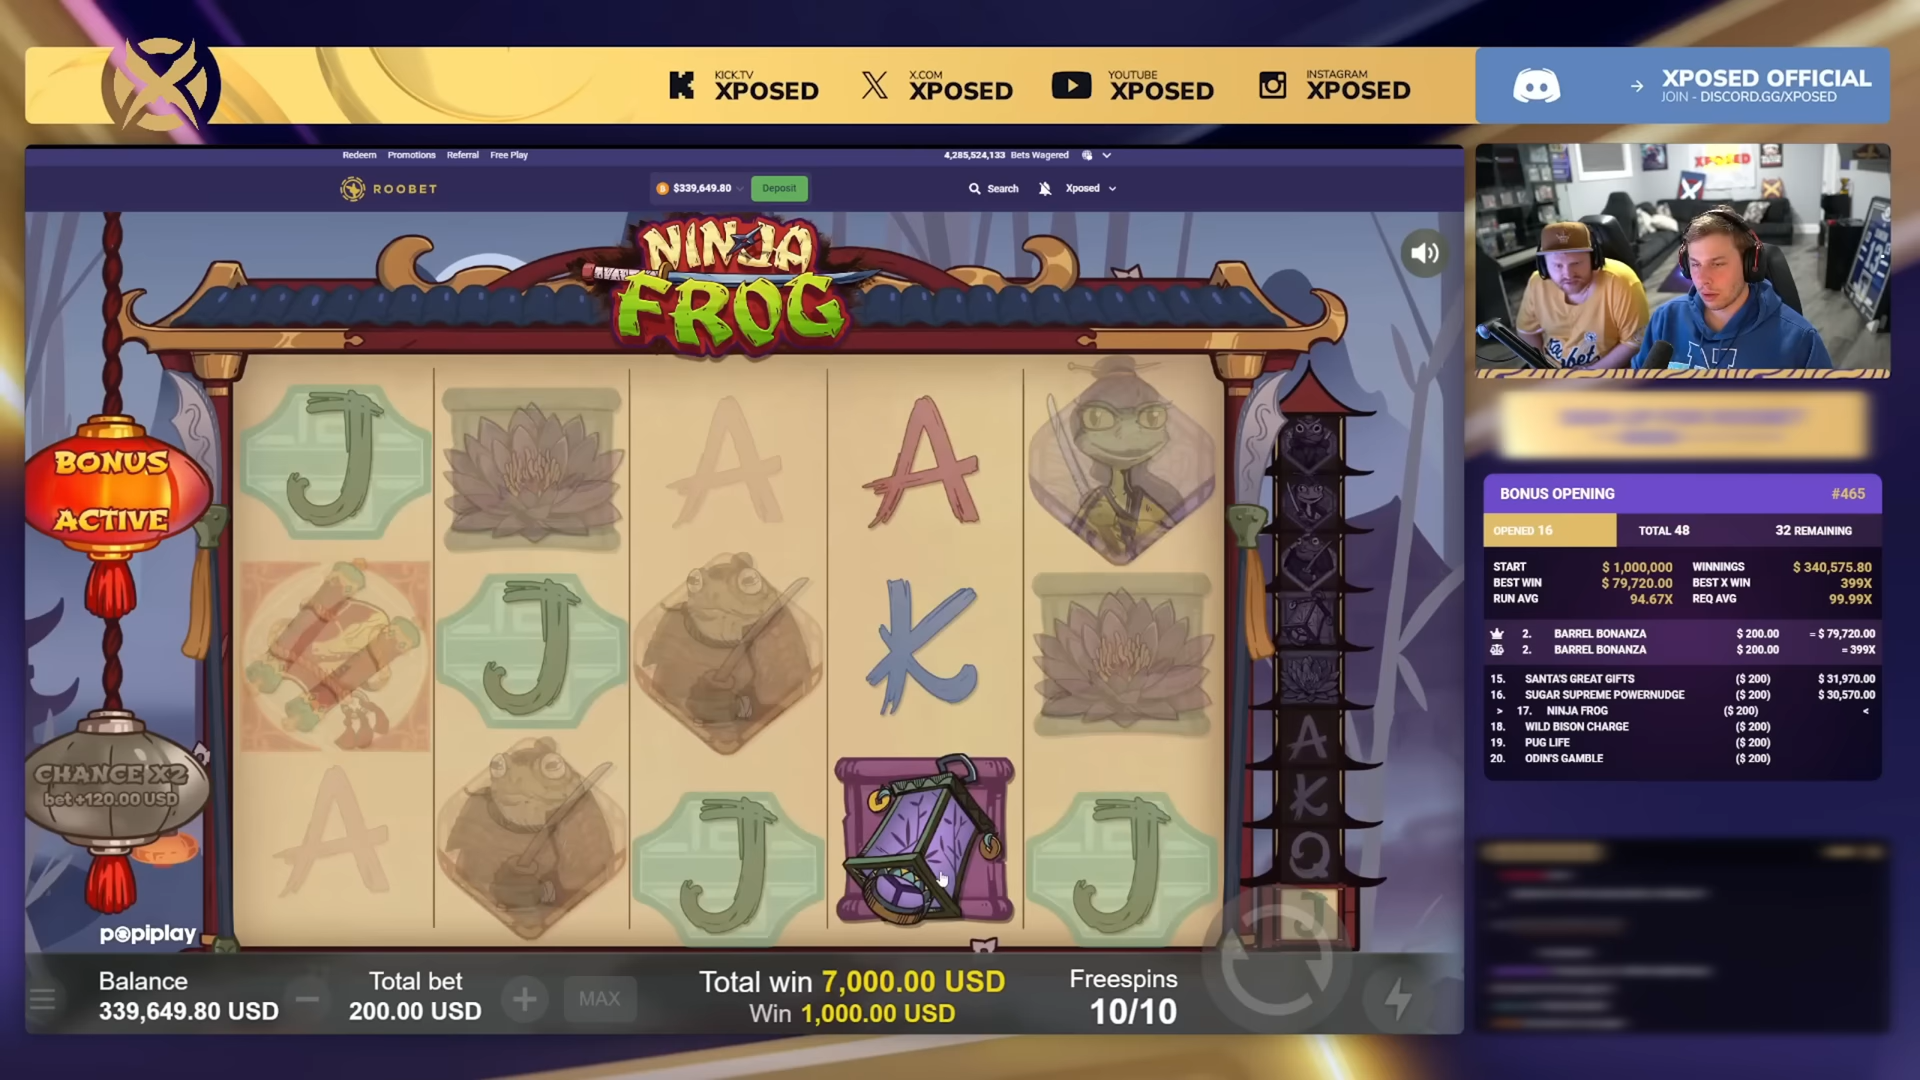 KICK.TV
XPOSED
X.COM
XPOSED
YOUTUBE
XPOSED
INSTAGRAM
XPOSED
XPOSED OFFICIAL
JOIN - DISCORD.GG/XPOSED
Redeem Promotions Referral Free Play
4,285,524,133 Bets Wagered
ROOBET
$339,649.80
Deposit
Search
Xposed
NINJA
FROG
BONUS
ACTIVE
CHANCE X2
bet +120.00 USD
J A A
J K
A J J
A
K
Q
J
popiplay
Balance
339,649.80 USD
Total bet
200.00 USD
MAX
Total win 7,000.00 USD
Win 1,000.00 USD
Freespins
10/10
XPOSED
BONUS OPENING #465
OPENED 16 TOTAL 48 32 REMAINING
START $ 1,000,000 WINNINGS $ 340,575.80
BEST WIN $ 79,720.00 BEST X WIN 399X
RUN AVG 94.67X REQ AVG 99.99X
2. BARREL BONANZA $ 200.00 = $ 79,720.00
2. BARREL BONANZA $ 200.00 = 399X
15. SANTA'S GREAT GIFTS ($ 200) $ 31,970.00
16. SUGAR SUPREME POWERNUDGE ($ 200) $ 30,570.00
> 17. NINJA FROG ($ 200) <
18. WILD BISON CHARGE ($ 200)
19. PUG LIFE ($ 200)
20. ODIN'S GAMBLE ($ 200)